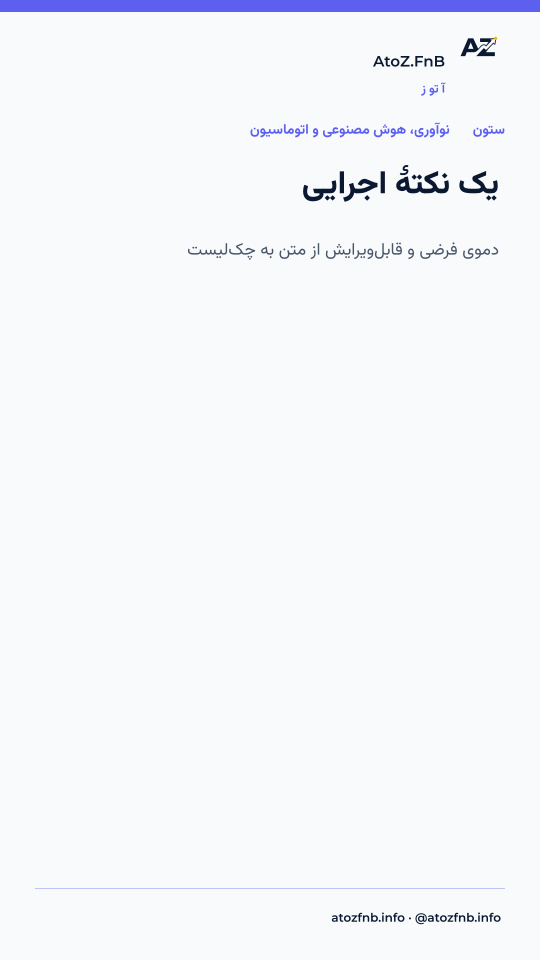 AZ
AtoZ.FnB
آ تو ز
ستون نوآوری، هوش مصنوعی و اتوماسیون
یک نکتهٔ اجرایی
دموی فرضی و قابل‌ویرایش از متن به چک‌لیست
atozfnb.info · @atozfnb.info